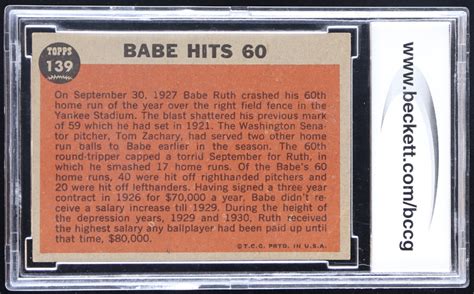 TOPPS
139
BABE HITS 60
On September 30, 1927 Babe Ruth crashed his 60th
home run of the year over the right field fence in the
Yankee Stadium. The blast shattered his previous mark
of 59 which he had set in 1921. The Washington Sena-
tor pitcher, Tom Zachary, had served two other home
run balls to Babe earlier in the season. The 60th
round-tripper capped a torrid September for Ruth, in
which he smashed 17 home runs. Of the Babe's 60
homers, 40 were hit off righthanded pitchers and
20 were hit off lefthanders. Having signed a three year
contract in 1926 for $70,000 a year, Babe didn't re-
ceive a salary increase till 1929. During the height of
the depression years, 1929 and 1930, Ruth received the
highest salary any ballplayer had been paid up until
that time, $80,000.
© T.C.G. PRTD. IN U.S.A.
www.beckett.com/bccg